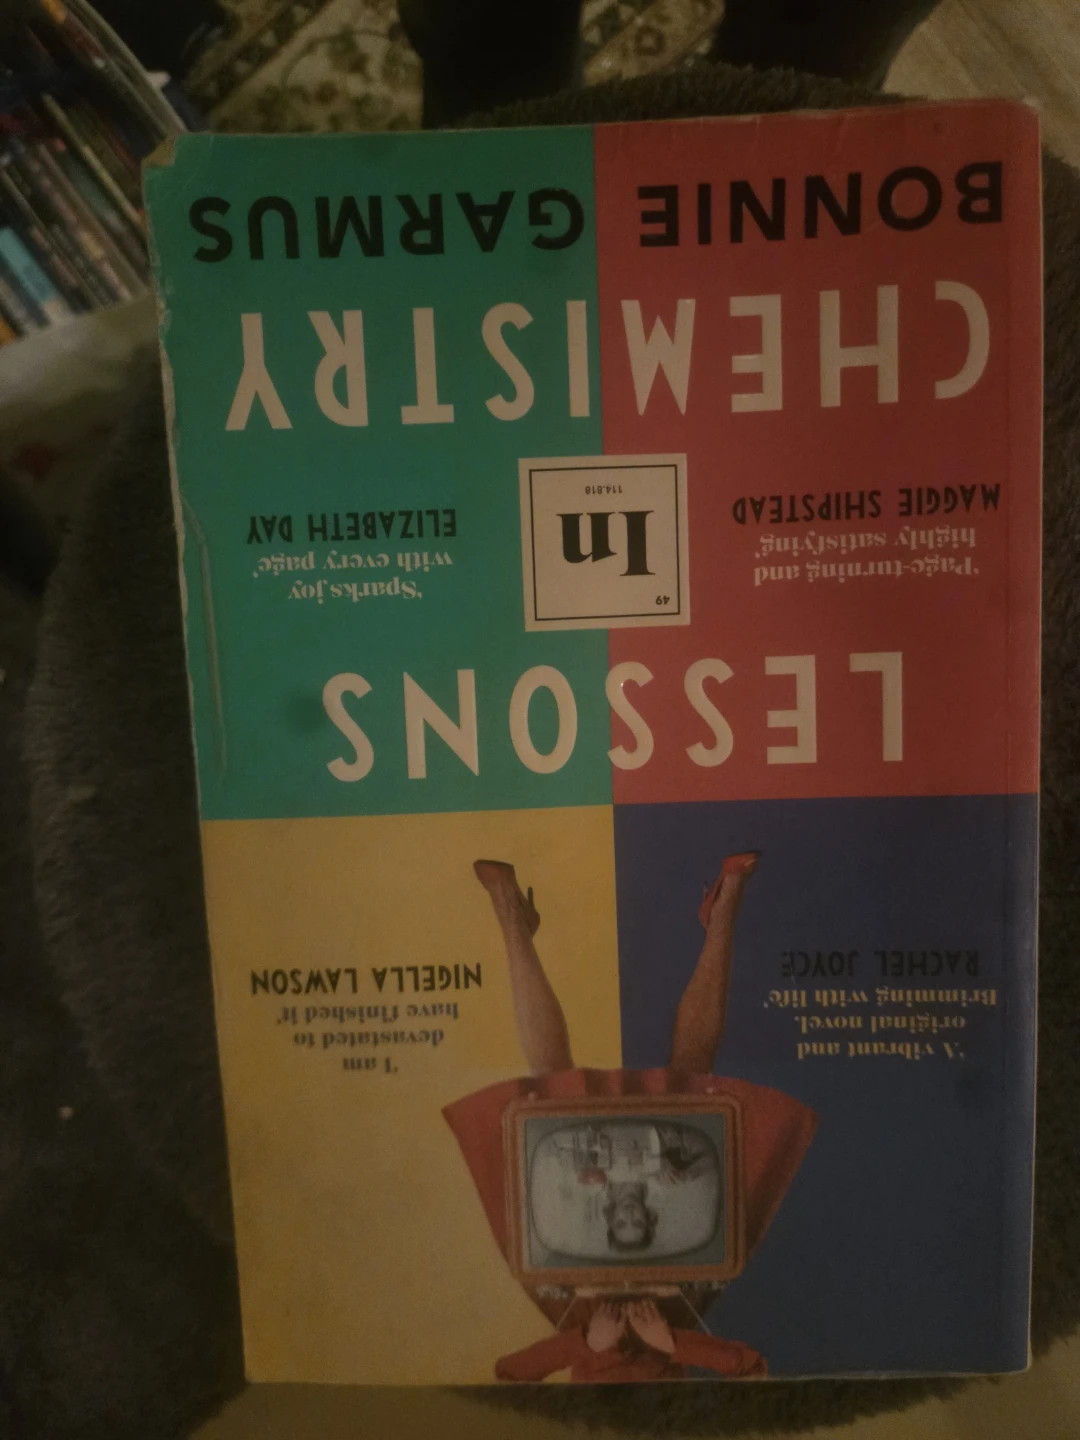 BONNIE GARMUS
LESSONS
49
In
114.818
CHEMISTRY
'Page-turning and
highly satisfying'
MAGGIE SHIPSTEAD
'Sparks joy
with every page'
ELIZABETH DAY
'A vibrant and
original novel.
Brimming with life'
RACHEL JOYCE
'I am
devastated to
have finished it'
NIGELLA LAWSON